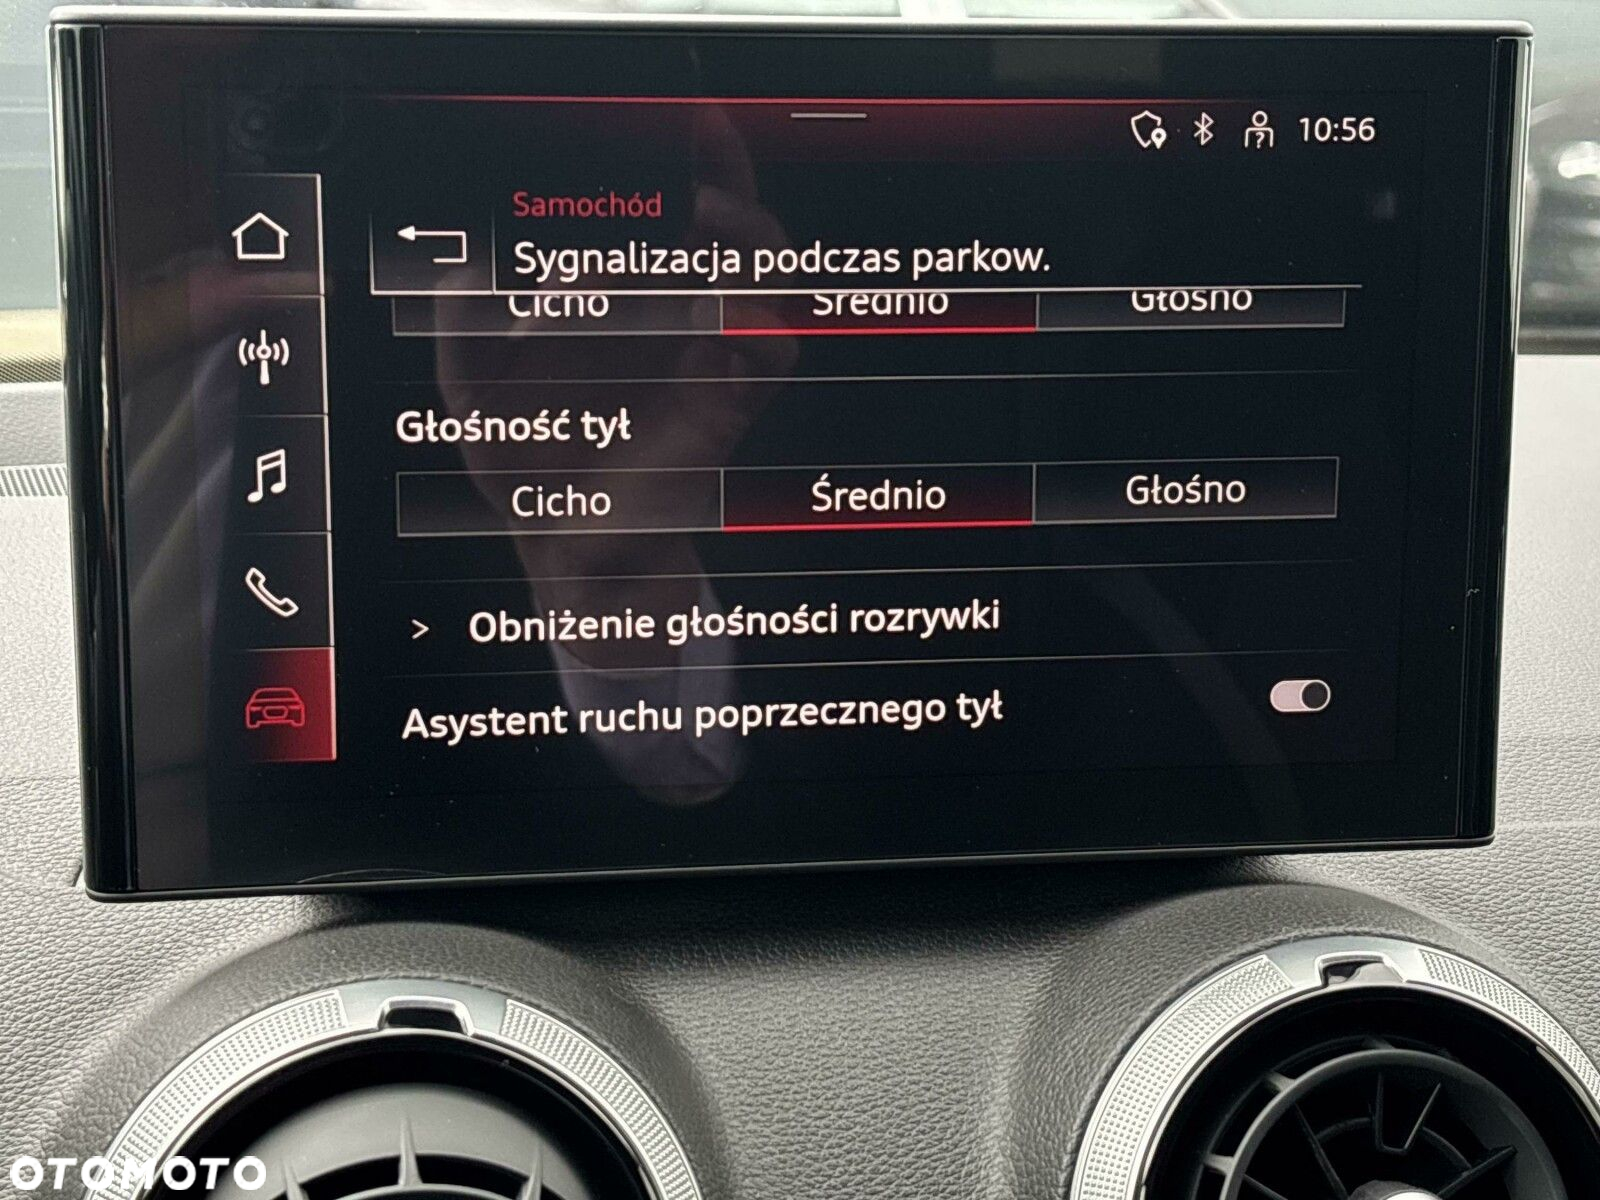 10:56
Samochód
Sygnalizacja podczas parkow.
Cicho Średnio Głośno
Głośność tył
Cicho Średnio Głośno
> Obniżenie głośności rozrywki
Asystent ruchu poprzecznego tył
OTOMOTO